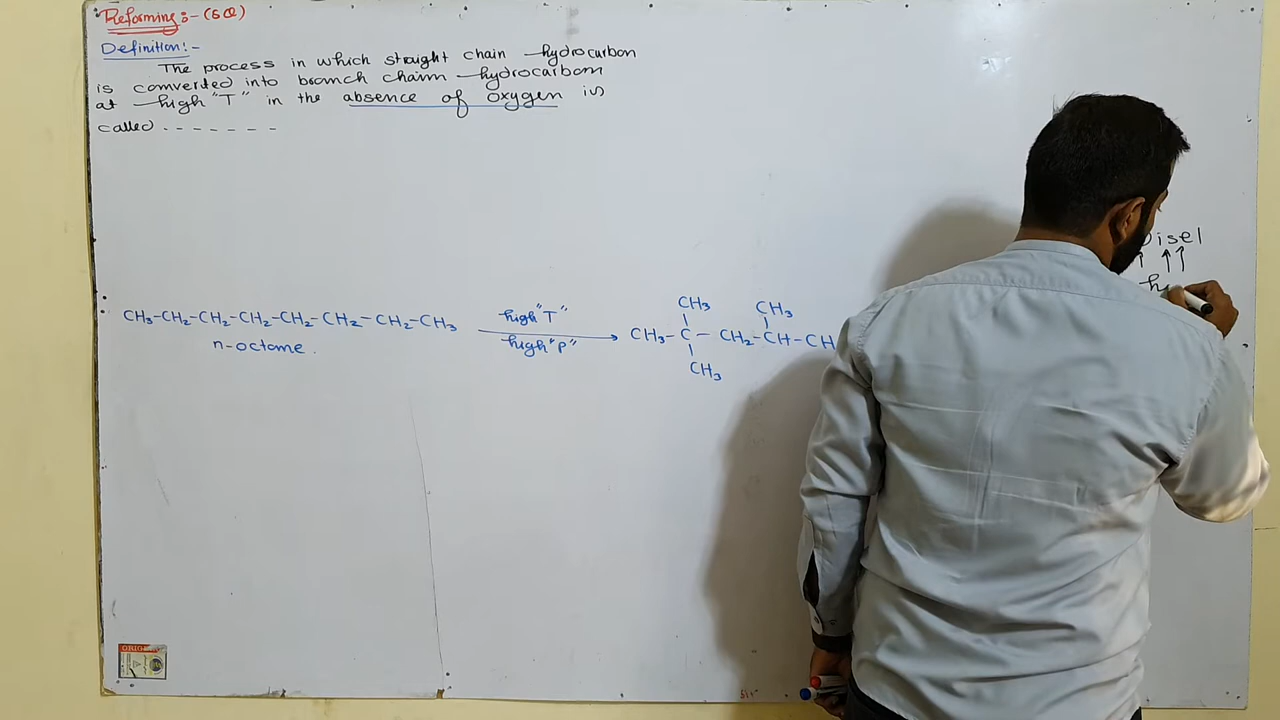 Reforming :- (SQ)
Definition:-
The process in which straight chain hydrocarbon
is converted into branch chain hydrocarbon
at high "T" in the absence of oxygen is
called - - - - - - -
Disel
CH3-CH2-CH2-CH2-CH2-CH2-CH2-CH3
n-octane.
high "T"
high "P"
CH3 CH3
CH3-C-CH2-CH-CH
CH3
ORIG